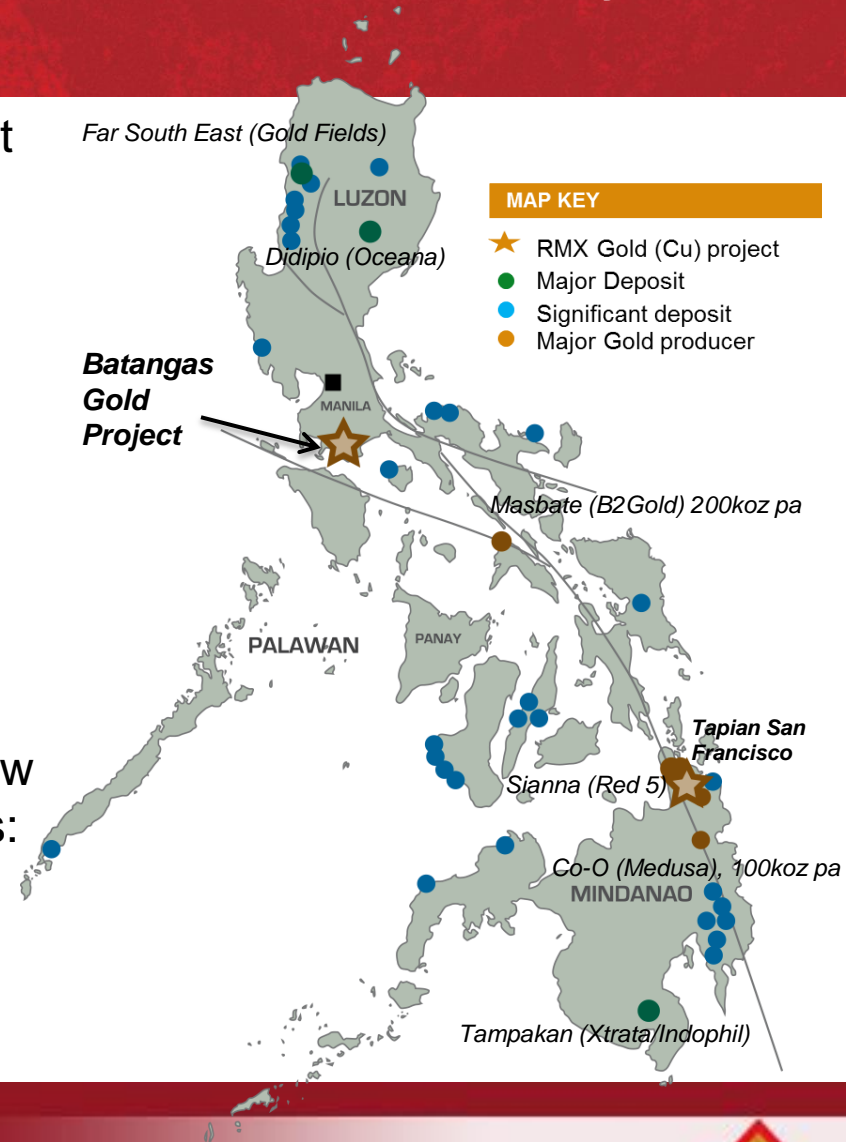 t
Far South East (Gold Fields)
LUZON
MAP KEY
RMX Gold (Cu) project
Major Deposit
Significant deposit
Major Gold producer
Didipio (Oceana)
Batangas
Gold
Project
MANILA
Masbate (B2Gold) 200koz pa
PALAWAN
PANAY
Tapian San
Francisco
w
s:
Sianna (Red 5)
Co-O (Medusa), 100koz pa
MINDANAO
Tampakan (Xtrata/Indophil)